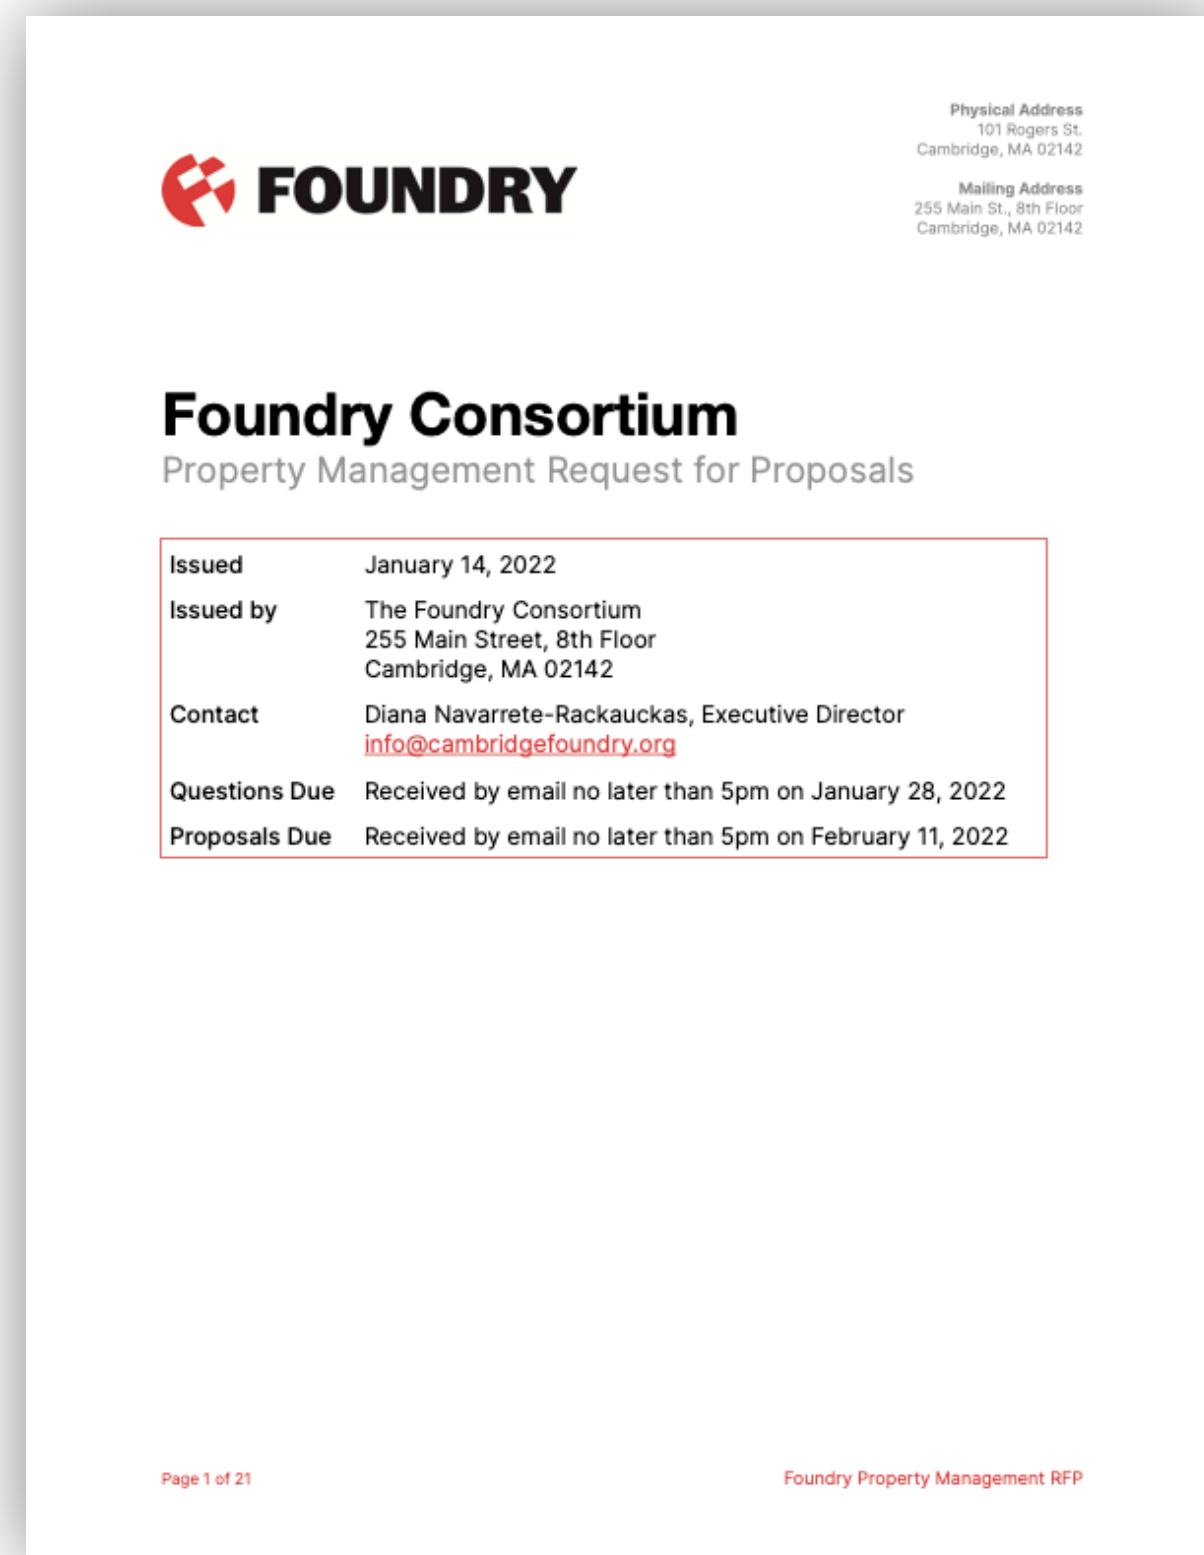 Physical Address
101 Rogers St.
Cambridge, MA 02142
Mailing Address
255 Main St., 8th Floor
Cambridge, MA 02142
FOUNDRY
Foundry Consortium
Property Management Request for Proposals
Issued January 14, 2022
Issued by The Foundry Consortium
255 Main Street, 8th Floor
Cambridge, MA 02142
Contact Diana Navarrete-Rackauckas, Executive Director
info@cambridgefoundry.org
Questions Due Received by email no later than 5pm on January 28, 2022
Proposals Due Received by email no later than 5pm on February 11, 2022
Page 1 of 21 Foundry Property Management RFP